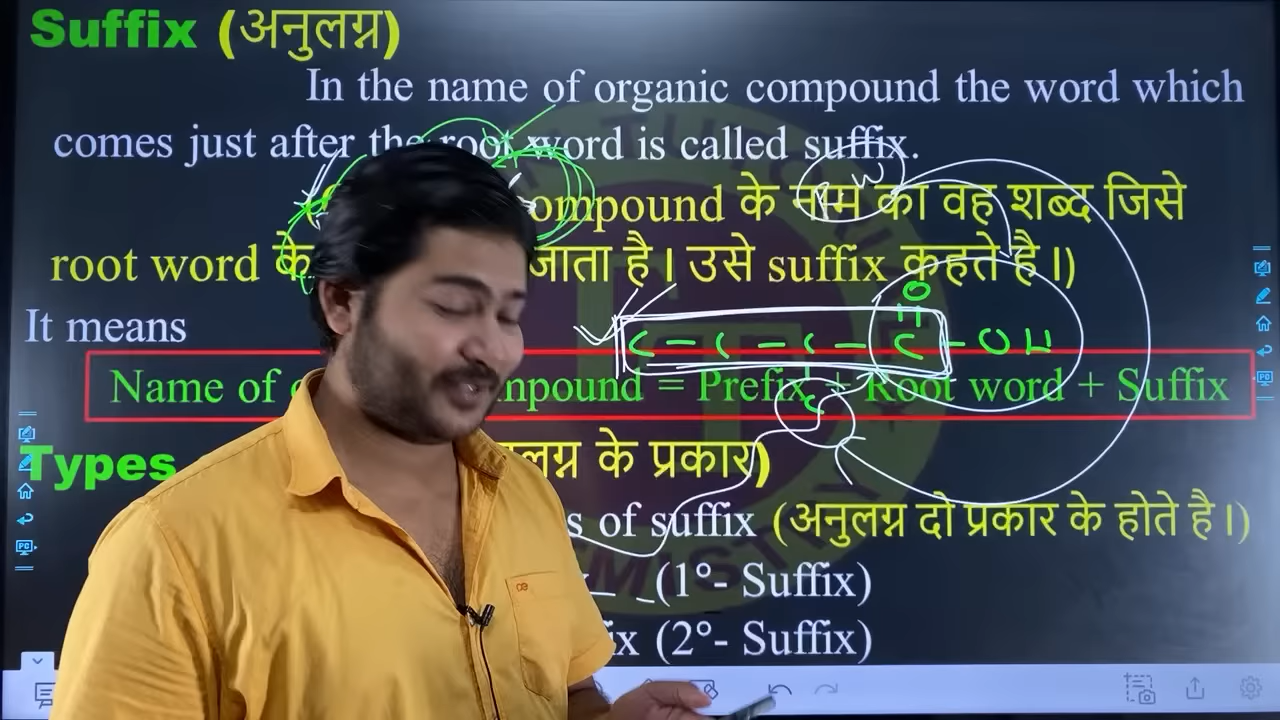 Suffix (अनुलग्न)
In the name of organic compound the word which
comes just after the root word is called suffix.
ompound के नाम का वह शब्द जिसे
root word के जाता है। उसे suffix कहते है।)
R.W
O
It means
C - C - C - C - OH
C
Name of mpound = Prefix + Root word + Suffix
Types लग्न के प्रकार)
s of suffix (अनुलग्न दो प्रकार के होते है।)
(1°- Suffix)
ix (2°- Suffix)